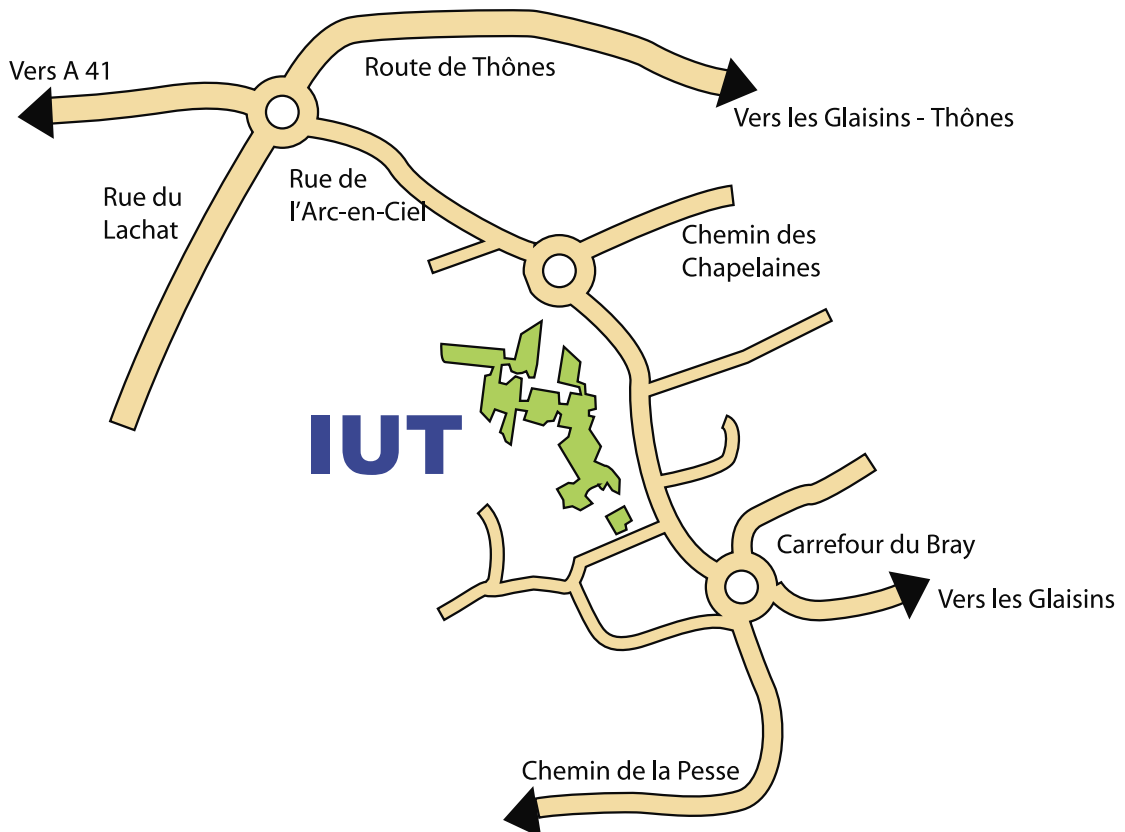 Vers A 41
Route de Thônes
Vers les Glaisins - Thônes
Rue du
Lachat
Rue de
l'Arc-en-Ciel
Chemin des
Chapelaines
IUT
Carrefour du Bray
Vers les Glaisins
Chemin de la Pesse